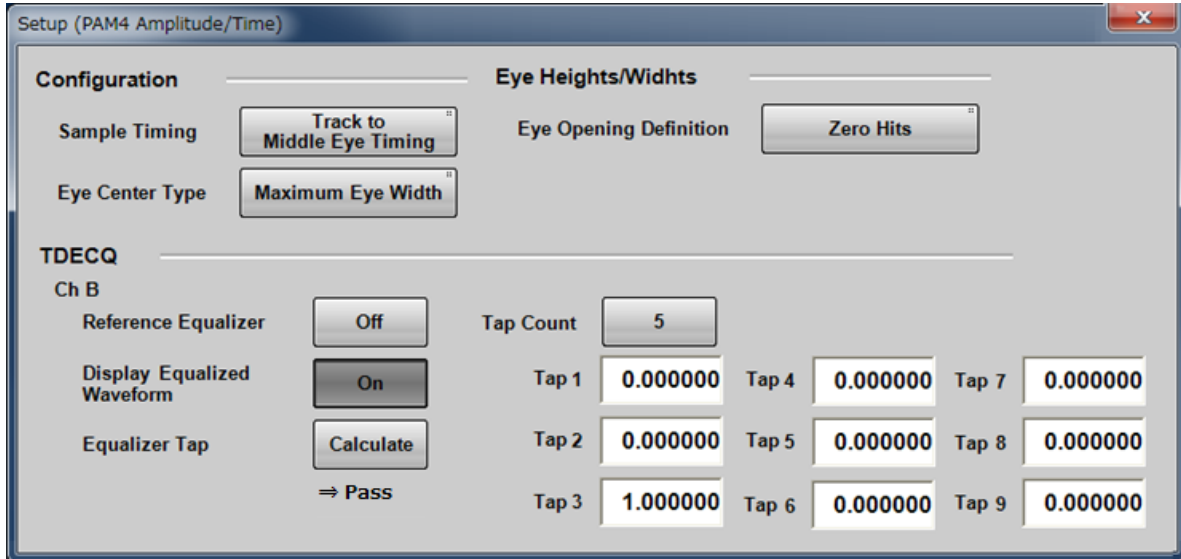 Setup (PAM4 Amplitude/Time)
Configuration
Sample Timing
Track to
Middle Eye Timing
Eye Center Type
Maximum Eye Width
Eye Heights/Widhts
Eye Opening Definition
Zero Hits
TDECQ
Ch B
Reference Equalizer
Off
Tap Count
5
Display Equalized
Waveform
On
Equalizer Tap
Calculate
⇒ Pass
Tap 1 0.000000 Tap 4 0.000000 Tap 7 0.000000
Tap 2 0.000000 Tap 5 0.000000 Tap 8 0.000000
Tap 3 1.000000 Tap 6 0.000000 Tap 9 0.000000